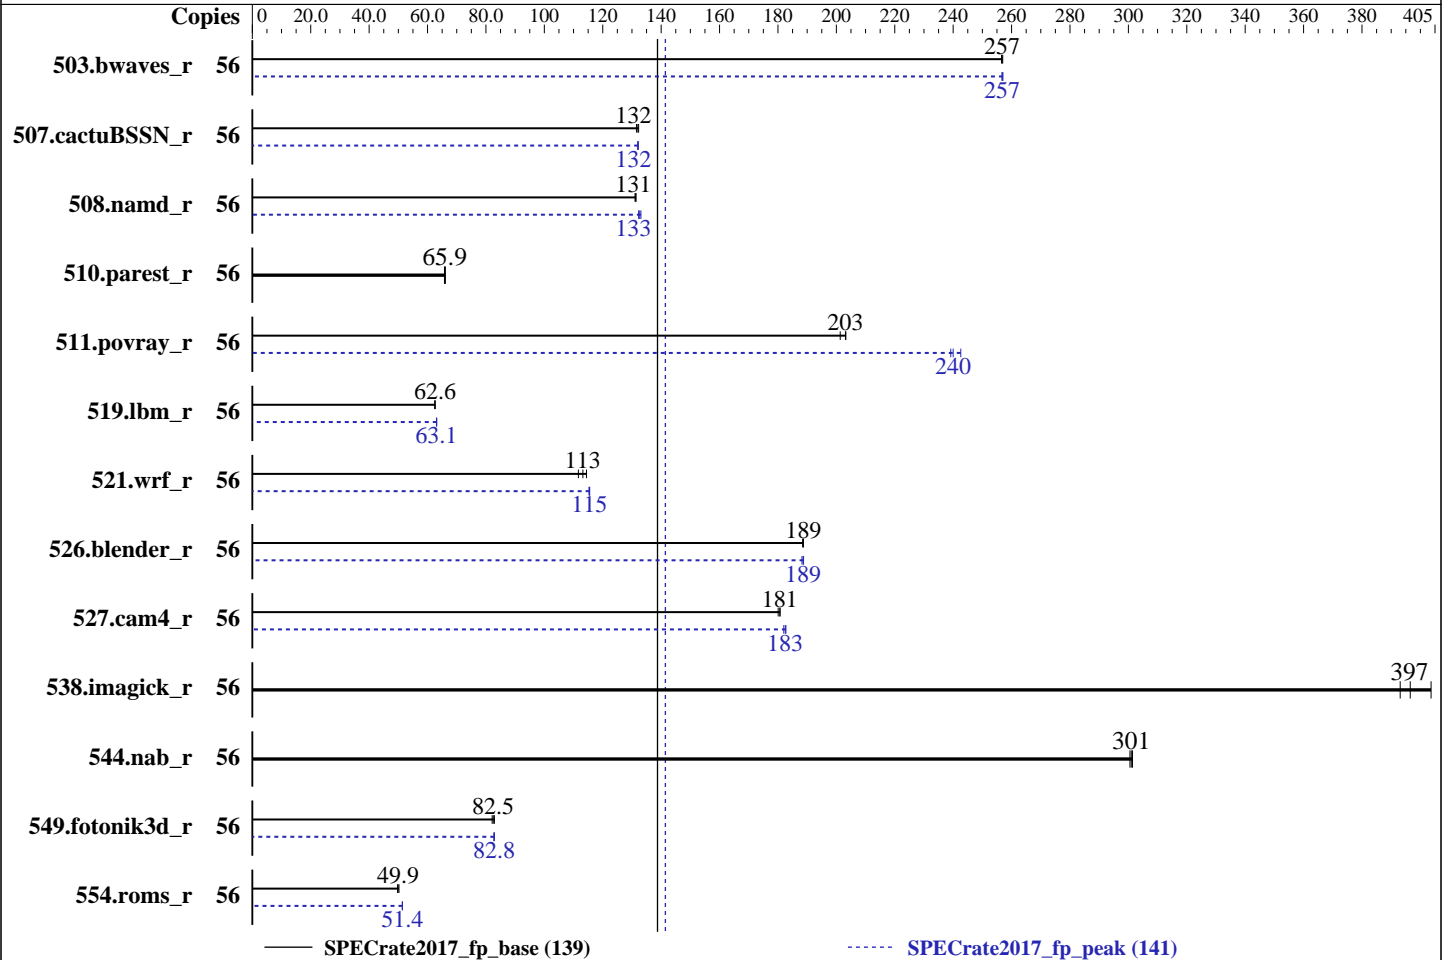 Copies 0 20.0 40.0 60.0 80.0 100 120 140 160 180 200 220 240 260 280 300 320 340 360 380 405
257
503.bwaves_r 56
257
132
507.cactuBSSN_r 56
132
131
508.namd_r 56
133
65.9
510.parest_r 56
203
511.povray_r 56
240
62.6
519.lbm_r 56
63.1
113
521.wrf_r 56
115
189
526.blender_r 56
189
181
527.cam4_r 56
183
397
538.imagick_r 56
301
544.nab_r 56
82.5
549.fotonik3d_r 56
82.8
49.9
554.roms_r 56
51.4
SPECrate2017_fp_base (139) SPECrate2017_fp_peak (141)